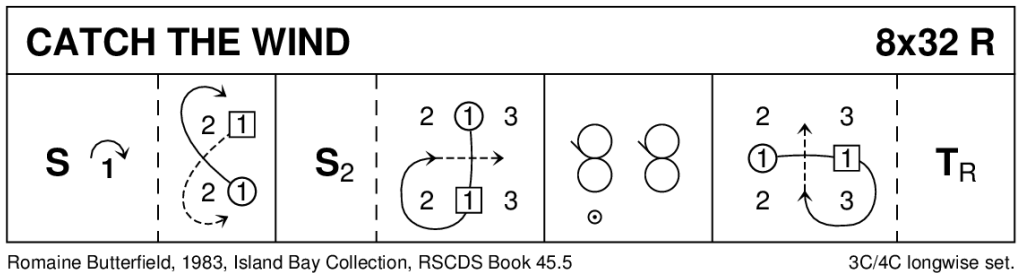 CATCH THE WIND 8x32 R
2 1 2 1 3 2 3
S 1 S2 1 1 TR
2 1 2 1 3 2 3
Romaine Butterfield, 1983, Island Bay Collection, RSCDS Book 45.5 3C/4C longwise set.